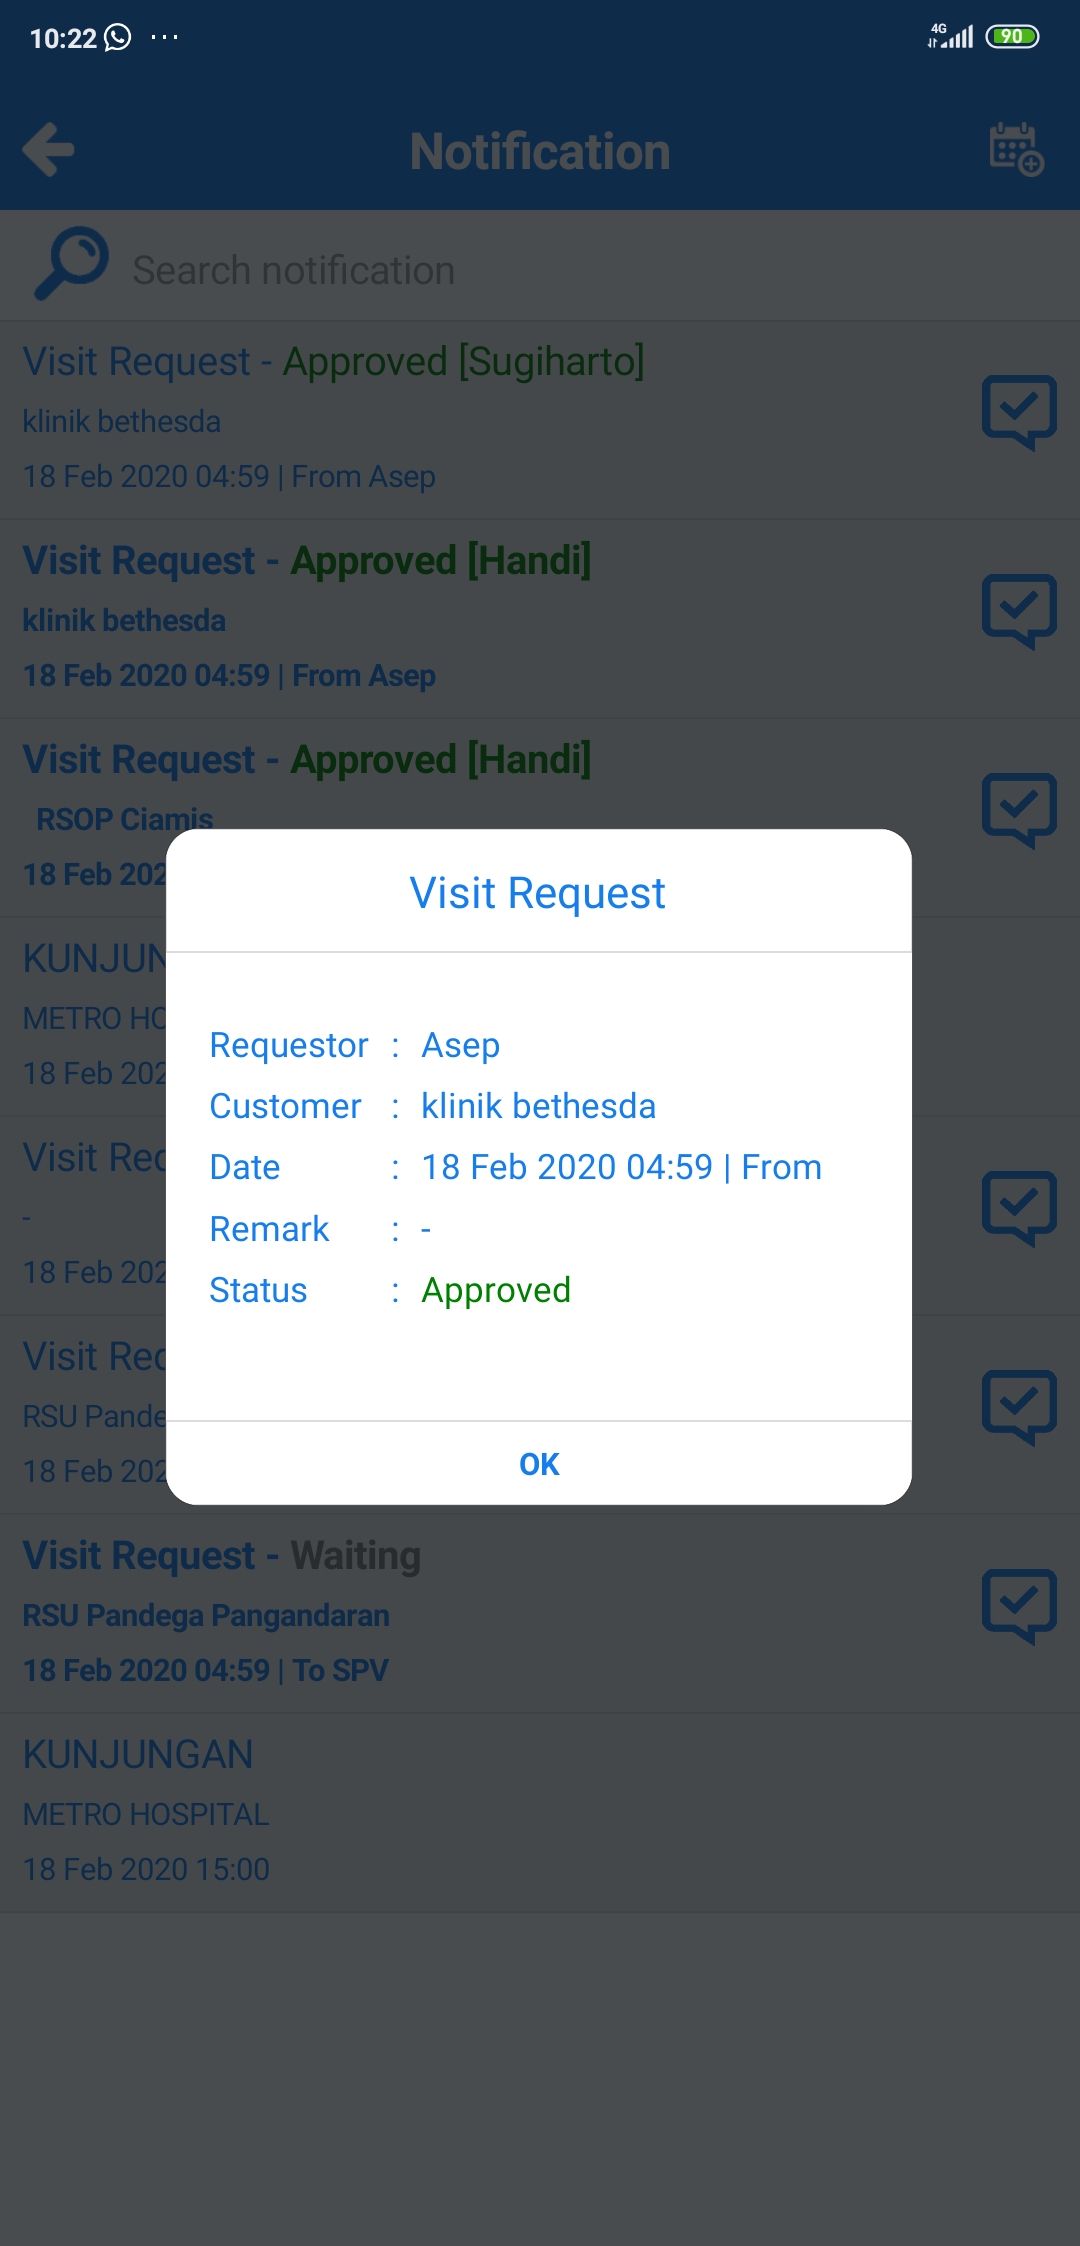 10:22 ...
4G 90
Notification
Search notification
Visit Request - Approved [Sugiharto]
klinik bethesda
18 Feb 2020 04:59 | From Asep
Visit Request - Approved [Handi]
klinik bethesda
18 Feb 2020 04:59 | From Asep
Visit Request - Approved [Handi]
RSOP Ciamis
18 Feb 202
KUNJUN
METRO HO
18 Feb 202
Visit Req
-
18 Feb 202
Visit Req
RSU Pande
18 Feb 202
Visit Request
Requestor : Asep
Customer : klinik bethesda
Date : 18 Feb 2020 04:59 | From
Remark : -
Status : Approved
OK
Visit Request - Waiting
RSU Pandega Pangandaran
18 Feb 2020 04:59 | To SPV
KUNJUNGAN
METRO HOSPITAL
18 Feb 2020 15:00